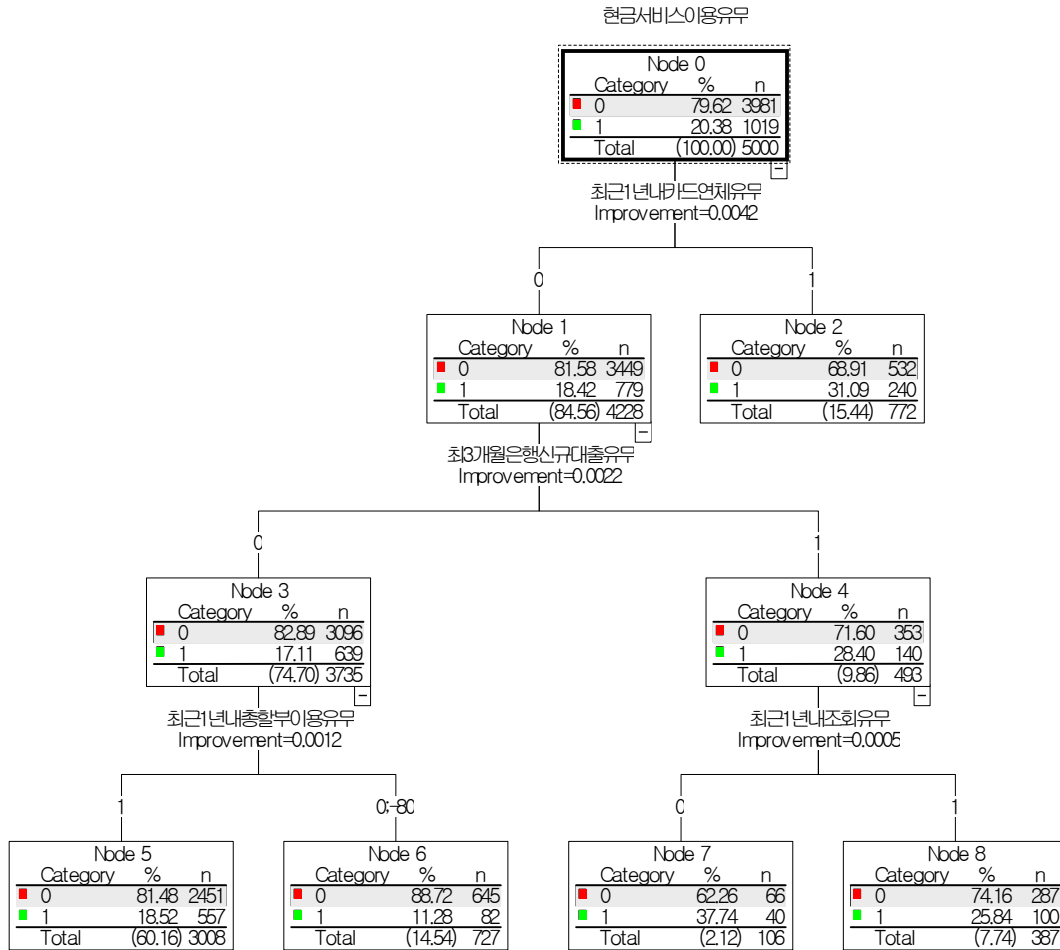 현금서비스이용유무
Node 0
Category % n
0 79.62 3981
1 20.38 1019
Total (100.00) 5000
최근1년내카드연체유무
Improvement=0.0042
0
1
Node 1
Category % n
0 81.58 3449
1 18.42 779
Total (84.56) 4228
Node 2
Category % n
0 68.91 532
1 31.09 240
Total (15.44) 772
최3개월은행신규대출유무
Improvement=0.0022
0
1
Node 3
Category % n
0 82.89 3096
1 17.11 639
Total (74.70) 3735
Node 4
Category % n
0 71.60 353
1 28.40 140
Total (9.86) 493
최근1년내총할부이용유무
Improvement=0.0012
최근1년내조회유무
Improvement=0.0005
1
0;-80
0
1
Node 5
Category % n
0 81.48 2451
1 18.52 557
Total (60.16) 3008
Node 6
Category % n
0 88.72 645
1 11.28 82
Total (14.54) 727
Node 7
Category % n
0 62.26 66
1 37.74 40
Total (2.12) 106
Node 8
Category % n
0 74.16 287
1 25.84 100
Total (7.74) 387